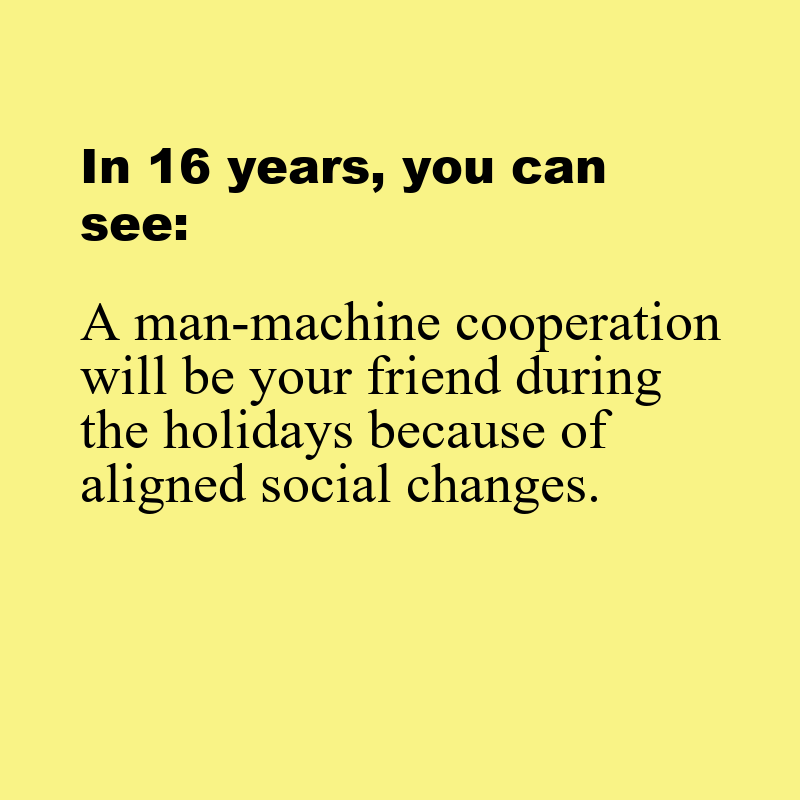 In 16 years, you can
see:
A man-machine cooperation
will be your friend during
the holidays because of
aligned social changes.